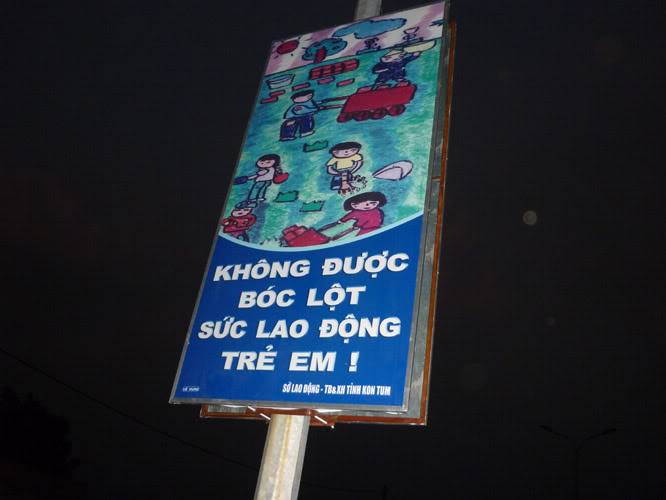 KHÔNG ĐƯỢC
BÓC LỘT
SỨC LAO ĐỘNG
TRẺ EM !
SỞ LAO ĐỘNG - TB&XH TỈNH KON TUM